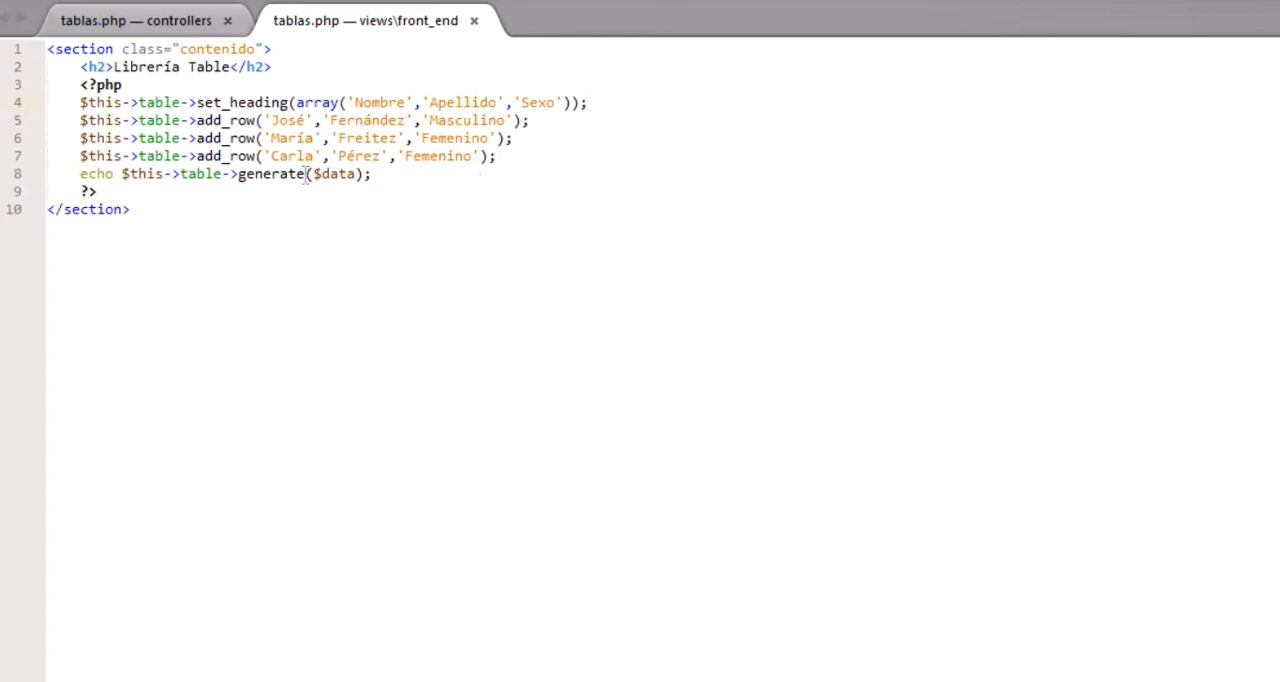 tablas.php — controllers × tablas.php — views\front_end ×
1 <section class="contenido">
2 <h2>Librería Table</h2>
3 <?php
4 $this->table->set_heading(array('Nombre','Apellido','Sexo'));
5 $this->table->add_row('José','Fernández','Masculino');
6 $this->table->add_row('María','Freitez','Femenino');
7 $this->table->add_row('Carla','Pérez','Femenino');
8 echo $this->table->generate($data);
9 ?>
10 </section>